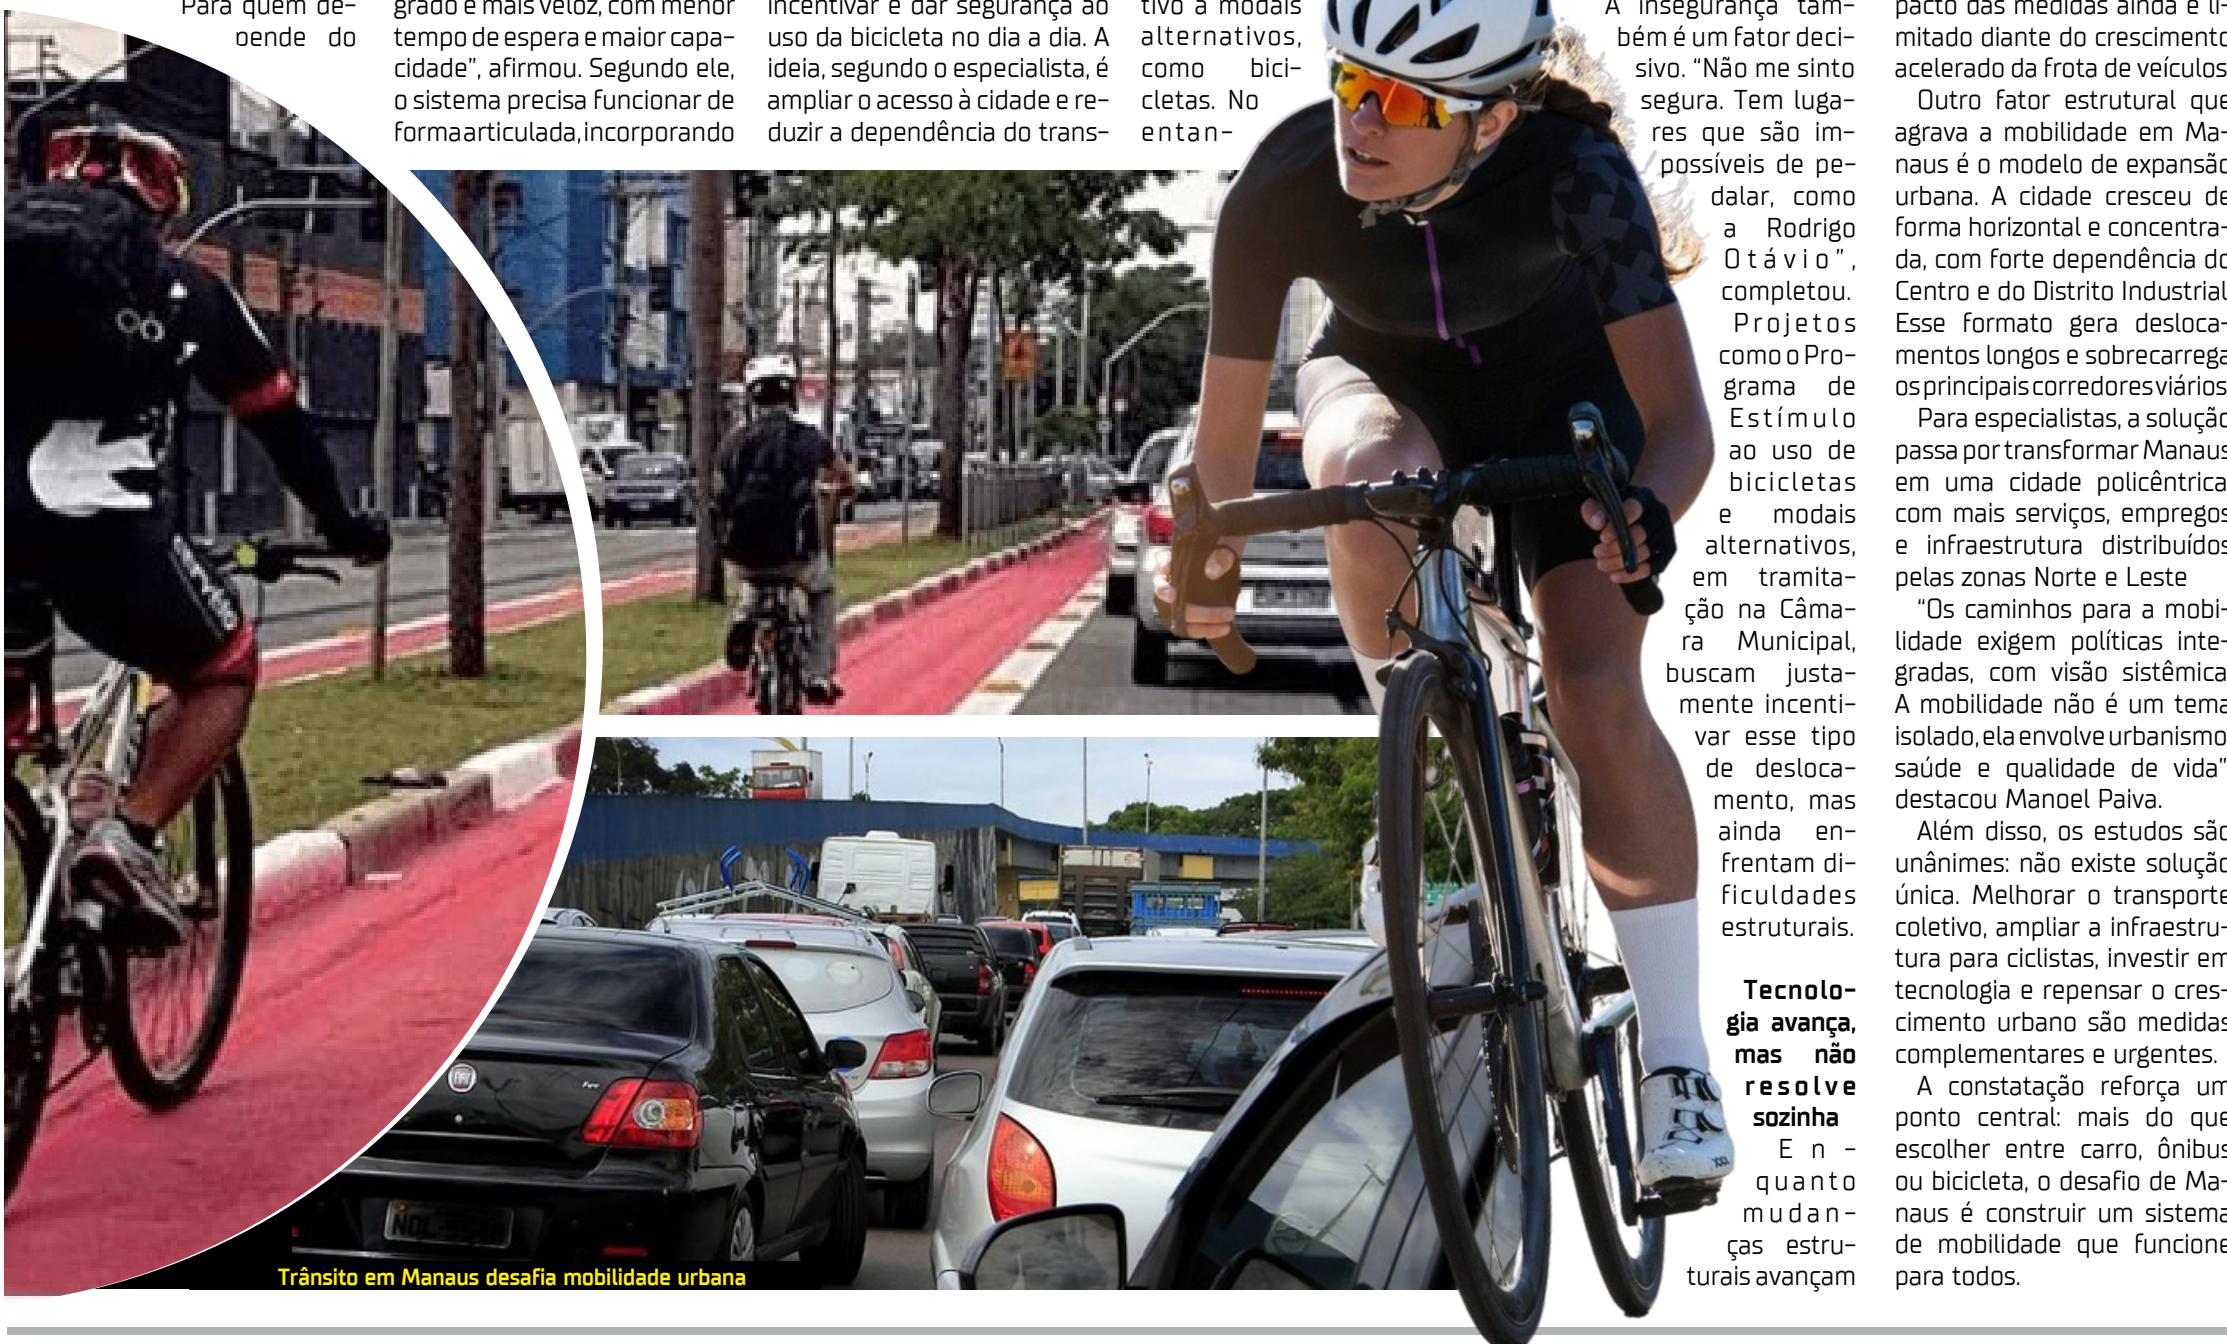 Para quem de-
pende do
grado e mais veloz, com menor
tempo de espera e maior capa-
cidade”, afirmou. Segundo ele,
o sistema precisa funcionar de
forma articulada, incorporando
incentivar e dar segurança ao
uso da bicicleta no dia a dia. A
ideia, segundo o especialista, é
ampliar o acesso à cidade e re-
duzir a dependência do trans-
tivo a modais
alternativos,
como bici-
cletas. No
entan-
A insegurança tam-
bém é um fator deci-
sivo. “Não me sinto
segura. Tem luga-
res que são im-
possíveis de pe-
dalar, como
a Rodrigo
Otávio”,
completou.
Projetos
como o Pro-
grama de
Estímulo
ao uso de
bicicletas
e modais
alternativos,
em tramita-
ção na Câma-
ra Municipal,
buscam justa-
mente incenti-
var esse tipo
de desloca-
mento, mas
ainda en-
frentam di-
ficuldades
estruturais.
Tecnolo-
gia avança,
mas não
resolve
sozinha
En-
quanto
mudan-
ças estru-
turais avançam
pacto das medidas ainda é li-
mitado diante do crescimento
acelerado da frota de veículos
Outro fator estrutural que
agrava a mobilidade em Ma-
naus é o modelo de expansão
urbana. A cidade cresceu de
forma horizontal e concentra-
da, com forte dependência do
Centro e do Distrito Industrial
Esse formato gera desloca-
mentos longos e sobrecarrega
os principais corredores viários
Para especialistas, a solução
passa por transformar Manaus
em uma cidade policêntrica
com mais serviços, empregos
e infraestrutura distribuídos
pelas zonas Norte e Leste
“Os caminhos para a mobi-
lidade exigem políticas inte-
gradas, com visão sistêmica
A mobilidade não é um tema
isolado, ela envolve urbanismo
saúde e qualidade de vida”
destacou Manoel Paiva.
Além disso, os estudos são
unânimes: não existe solução
única. Melhorar o transporte
coletivo, ampliar a infraestru-
tura para ciclistas, investir em
tecnologia e repensar o cres-
cimento urbano são medidas
complementares e urgentes.
A constatação reforça um
ponto central: mais do que
escolher entre carro, ônibus
ou bicicleta, o desafio de Ma-
naus é construir um sistema
de mobilidade que funcione
para todos.
FIAT
Trânsito em Manaus desafia mobilidade urbana